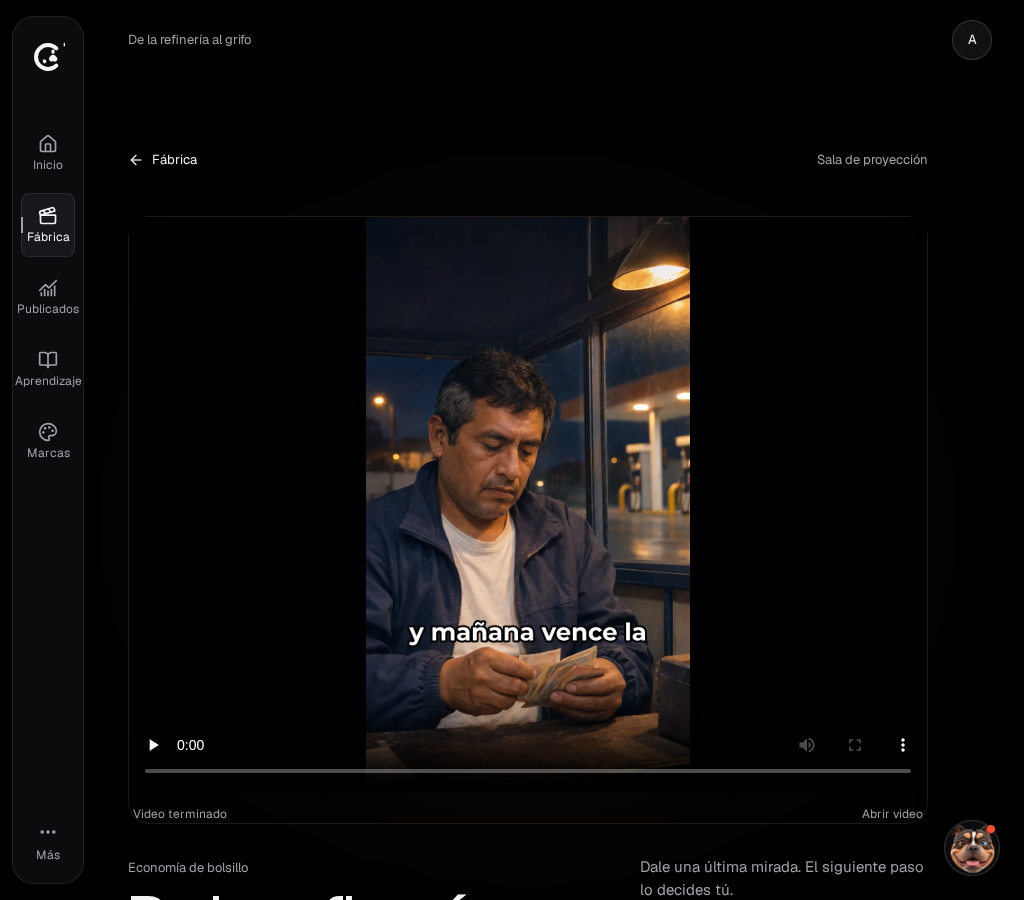 De la refinería al grifo
A
Inicio
Fábrica
Publicados
Aprendizaje
Marcas
Más
Fábrica
Sala de proyección
y mañana vence la
0:00
Video terminado
Abrir video
Economía de bolsillo
Dale una última mirada. El siguiente paso
lo decides tú.